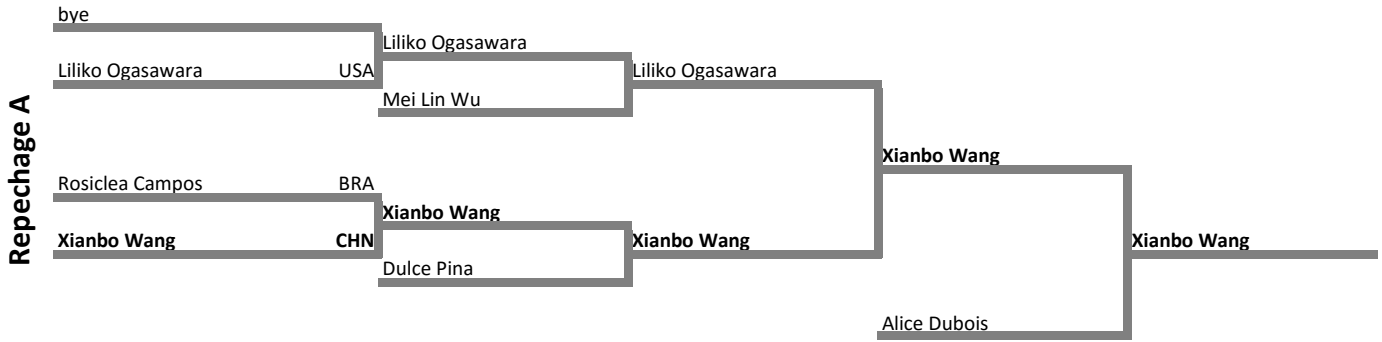 bye
Liliko Ogasawara
Liliko Ogasawara USA
Liliko Ogasawara
Mei Lin Wu
Repechage A
Xianbo Wang
Rosiclea Campos BRA
Xianbo Wang
Xianbo Wang CHN
Xianbo Wang
Xianbo Wang
Dulce Pina
Alice Dubois